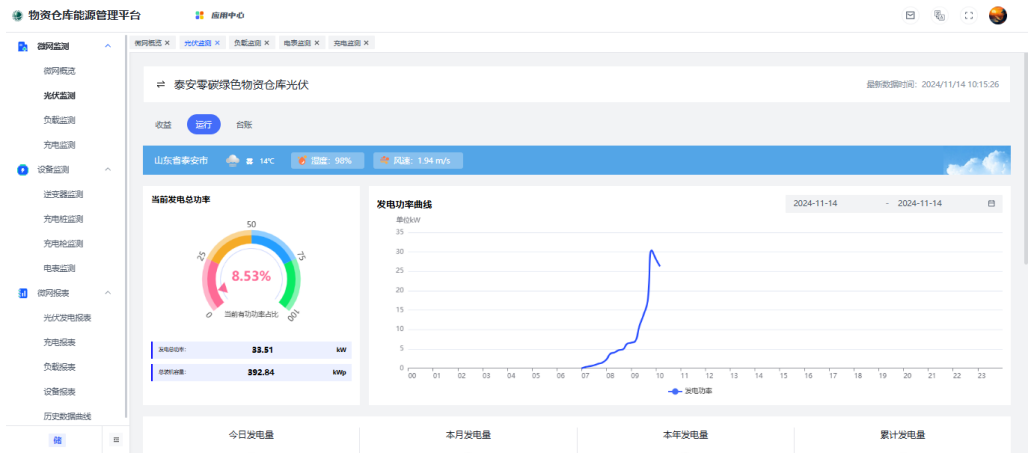 物资仓库能源管理平台
应用中心
微网监测
微网概览
光伏监测
负载监测
充电监测
设备监测
逆变器监测
充电桩监测
充电枪监测
电表监测
微网报表
光伏发电报表
充电报表
负载报表
设备报表
历史数据曲线
储
微网概览 × 光伏监测 × 负载监测 × 电表监测 × 充电监测 ×
泰安零碳绿色物资仓库光伏
最新数据时间: 2024/11/14 10:15:26
收益 运行 台账
山东省泰安市 14℃ 湿度: 98% 风速: 1.94 m/s
当前发电总功率
0 25 50 75 100
8.53%
当前有功功率占比
发电总功率: 33.51 kW
总装机容量: 392.84 kWp
发电功率曲线
2024-11-14 - 2024-11-14
单位kW
35
30
25
20
15
10
5
0
00 01 02 03 04 05 06 07 08 09 10 11 12 13 14 15 16 17 18 19 20 21 22 23
发电功率
今日发电量 本月发电量 本年发电量 累计发电量